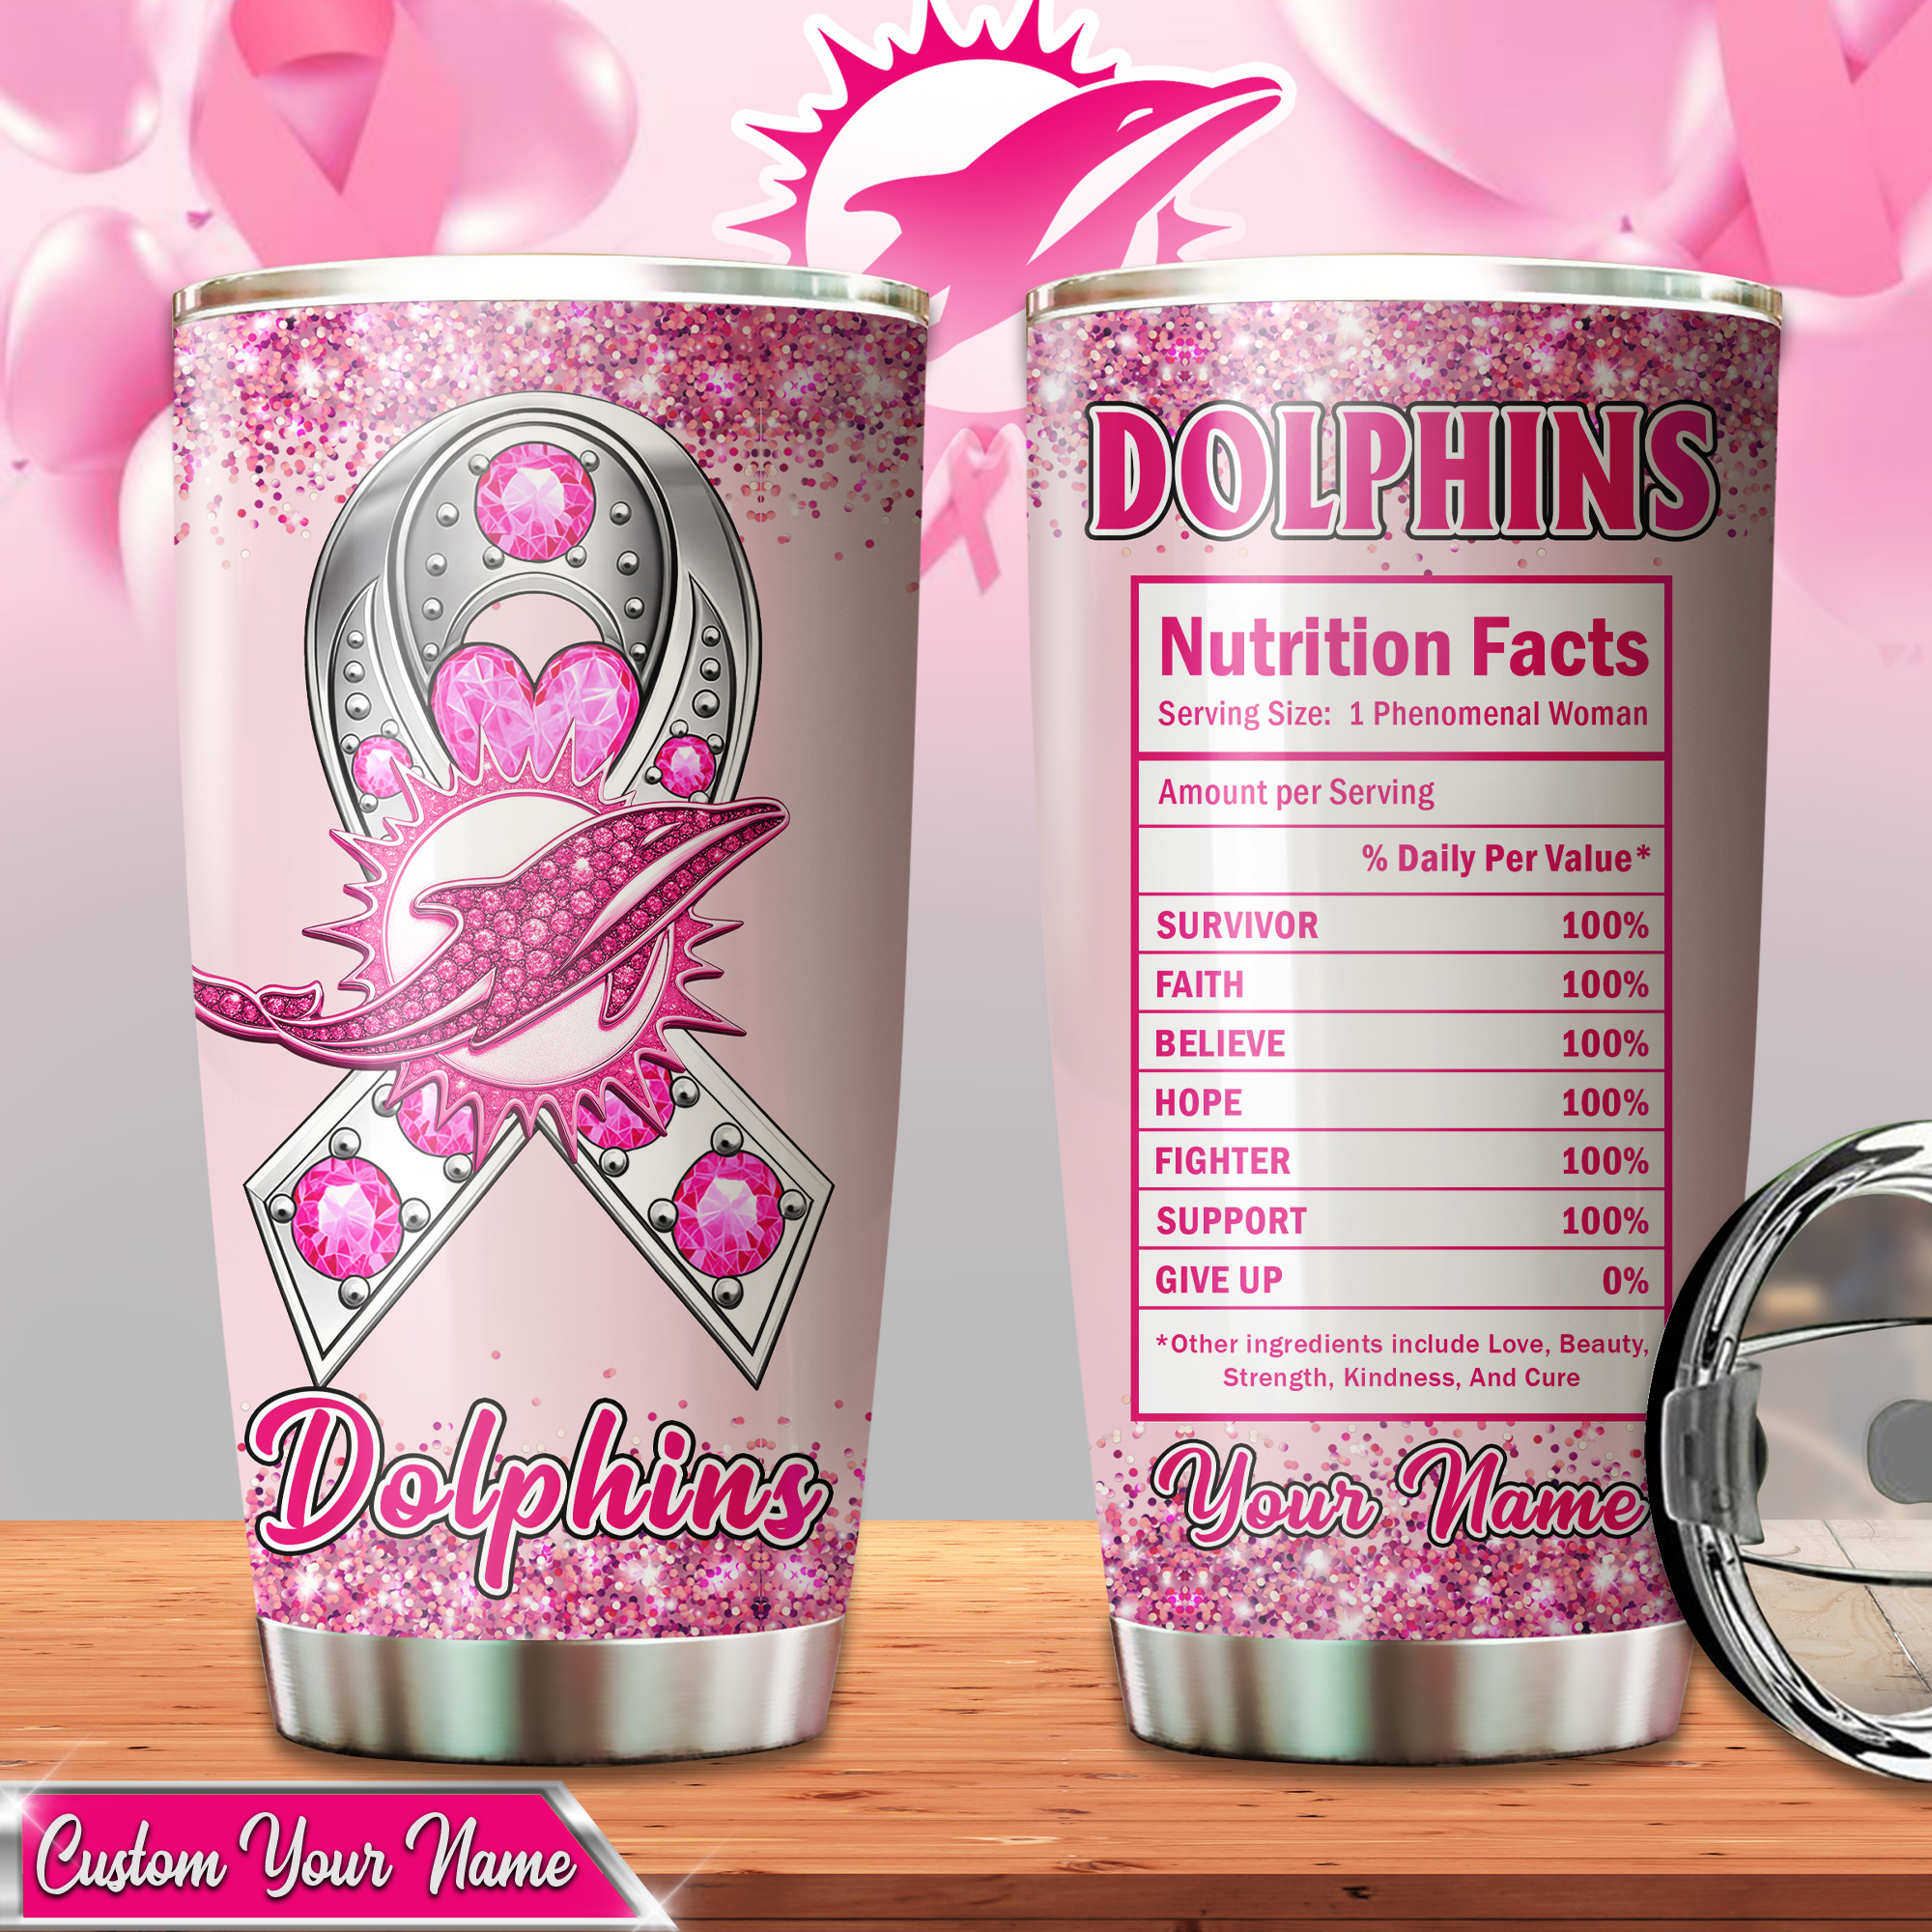 DOLPHINS
Nutrition Facts
Serving Size: 1 Phenomenal Woman
Amount per Serving
% Daily Per Value*
SURVIVOR 100%
FAITH 100%
BELIEVE 100%
HOPE 100%
FIGHTER 100%
SUPPORT 100%
GIVE UP 0%
*Other ingredients include Love, Beauty,
Strength, Kindness, And Cure
Dolphins
Your Name
Custom Your Name